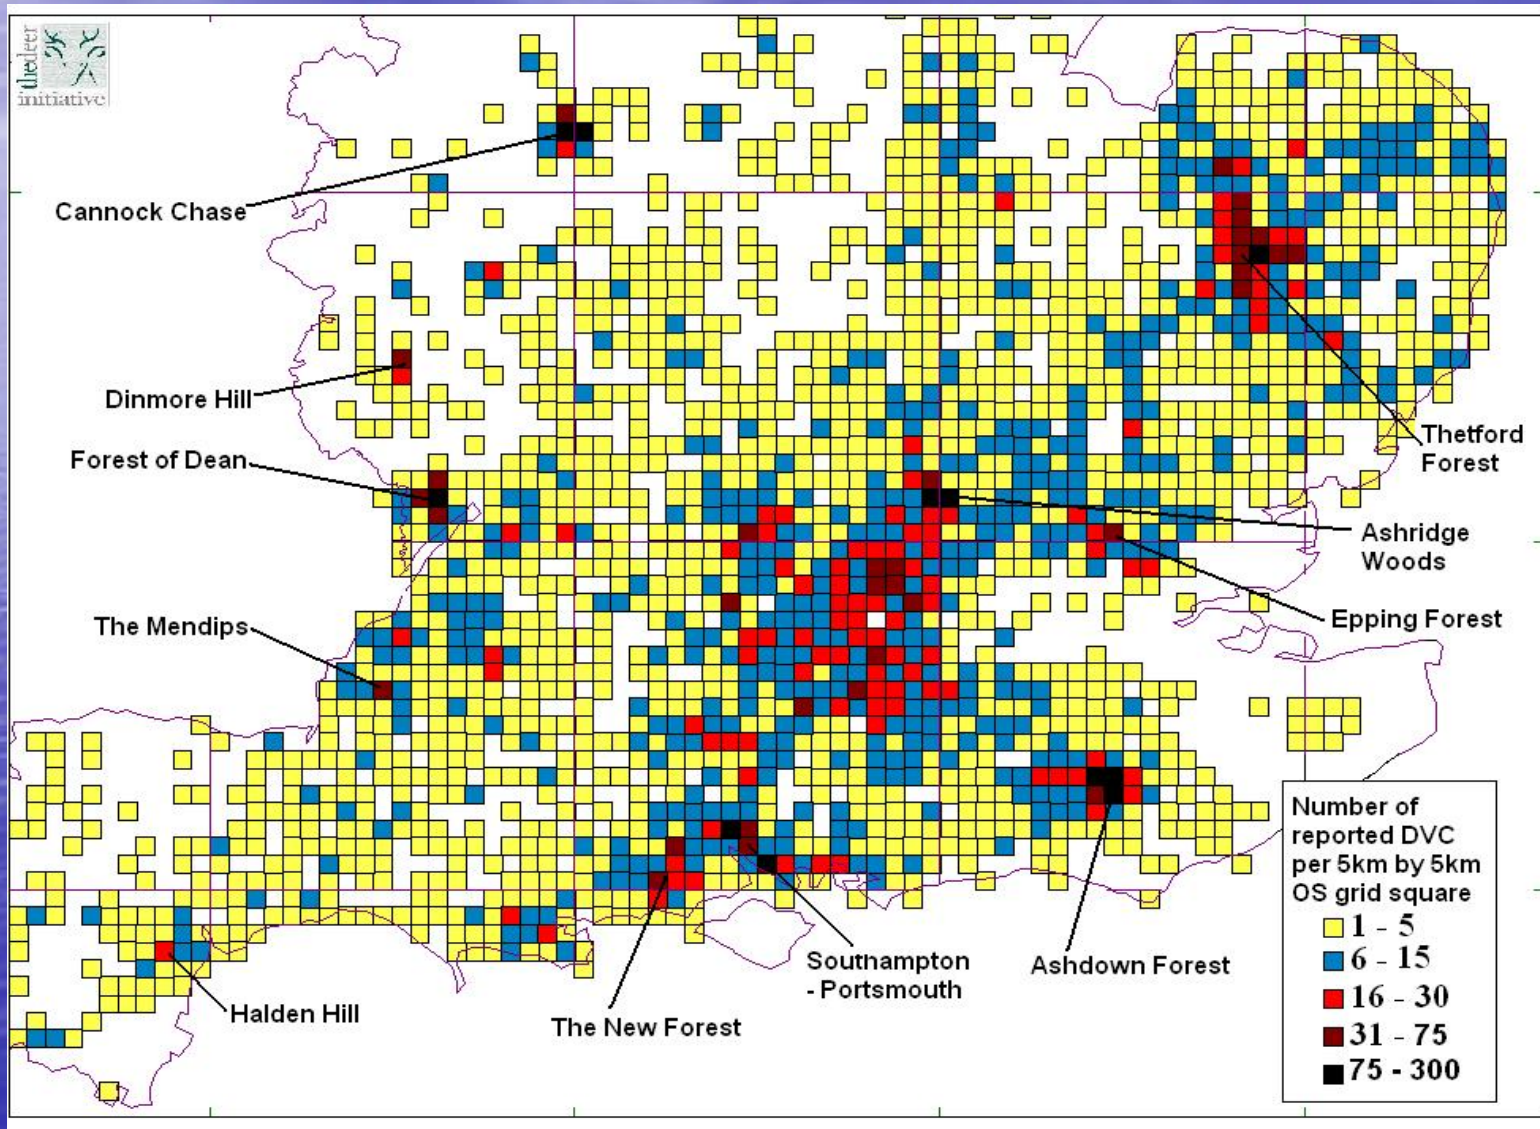 thedeer
initiative
Cannock Chase
Dinmore Hill
Forest of Dean
The Mendips
Halden Hill
The New Forest
Southampton
- Portsmouth
Ashdown Forest
Epping Forest
Ashridge
Woods
Thetford
Forest
Number of
reported DVC
per 5km by 5km
OS grid square
1 - 5
6 - 15
16 - 30
31 - 75
75 - 300